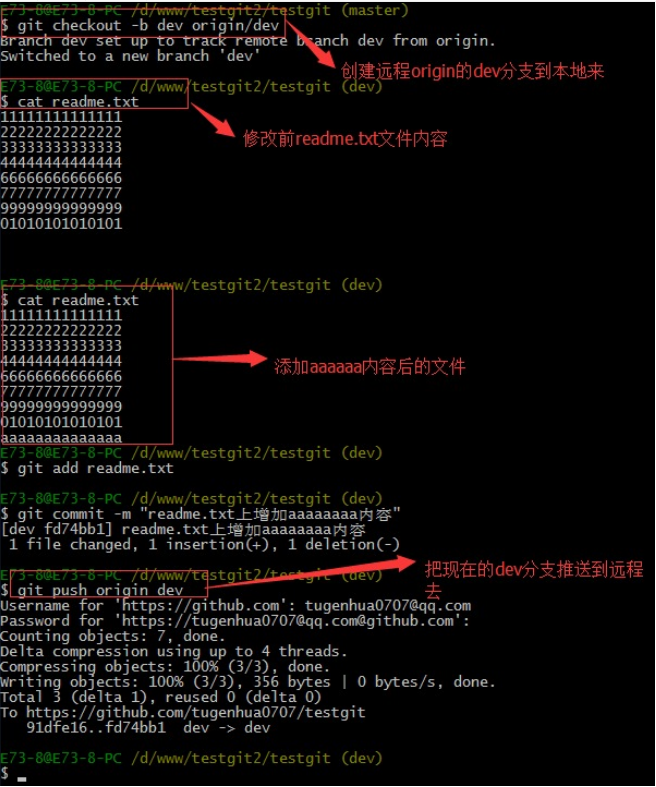 E73-8@E73-8-PC /d/www/testgit2/testgit (master)
$ git checkout -b dev origin/dev
Branch dev set up to track remote branch dev from origin.
Switched to a new branch 'dev'
创建远程origin的dev分支到本地来
E73-8@E73-8-PC /d/www/testgit2/testgit (dev)
$ cat readme.txt
11111111111111
22222222222222
修改前readme.txt文件内容
33333333333333
44444444444444
66666666666666
77777777777777
99999999999999
01010101010101
E73-8@E73-8-PC /d/www/testgit2/testgit (dev)
$ cat readme.txt
11111111111111
22222222222222
33333333333333
44444444444444
添加aaaaaa内容后的文件
66666666666666
77777777777777
99999999999999
01010101010101
aaaaaaaaaaaaaa
E73-8@E73-8-PC /d/www/testgit2/testgit (dev)
$ git add readme.txt
E73-8@E73-8-PC /d/www/testgit2/testgit (dev)
$ git commit -m "readme.txt上增加aaaaaaaa内容"
[dev fd74bb1] readme.txt上增加aaaaaaaa内容
1 file changed, 1 insertion(+), 1 deletion(-)
E73-8@E73-8-PC /d/www/testgit2/testgit (dev)
$ git push origin dev
把现在的dev分支推送到远程
去
Username for 'https://github.com': tugenhua0707@qq.com
Password for 'https://tugenhua0707@qq.com@github.com':
Counting objects: 7, done.
Delta compression using up to 4 threads.
Compressing objects: 100% (3/3), done.
Writing objects: 100% (3/3), 356 bytes | 0 bytes/s, done.
Total 3 (delta 1), reused 0 (delta 0)
To https://github.com/tugenhua0707/testgit
91dfe16..fd74bb1  dev -> dev
E73-8@E73-8-PC /d/www/testgit2/testgit (dev)
$